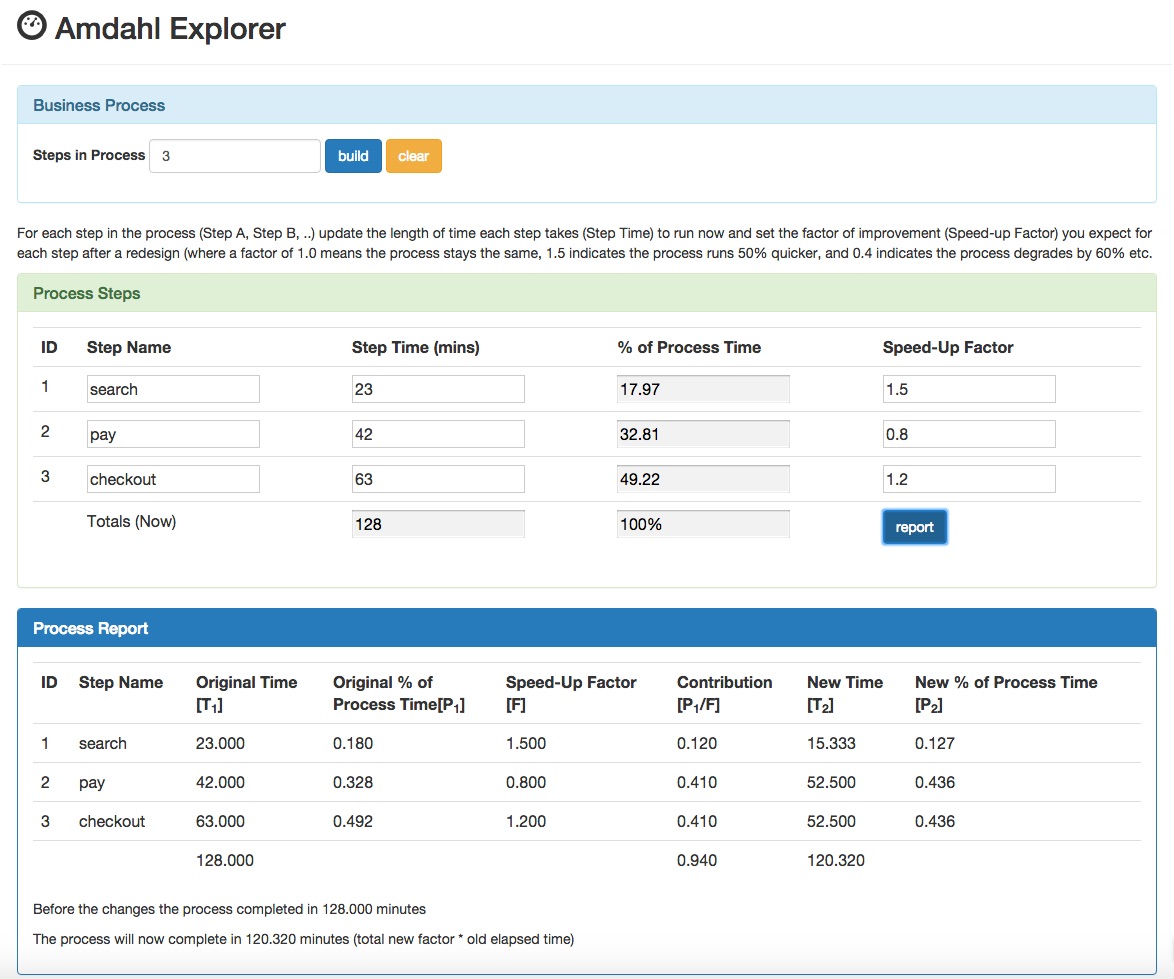 Amdahl Explorer
Business Process
Steps in Process 3 build clear
For each step in the process (Step A, Step B, ..) update the length of time each step takes (Step Time) to run now and set the factor of improvement (Speed-up Factor) you expect for
each step after a redesign (where a factor of 1.0 means the process stays the same, 1.5 indicates the process runs 50% quicker, and 0.4 indicates the process degrades by 60% etc.
Process Steps
ID Step Name Step Time (mins) % of Process Time Speed-Up Factor
1 search 23 17.97 1.5
2 pay 42 32.81 0.8
3 checkout 63 49.22 1.2
Totals (Now) 128 100% report
Process Report
ID Step Name Original Time Original % of Speed-Up Factor Contribution New Time New % of Process Time
[T₁] Process Time[P₁] [F] [P₁/F] [T₂] [P₂]
1 search 23.000 0.180 1.500 0.120 15.333 0.127
2 pay 42.000 0.328 0.800 0.410 52.500 0.436
3 checkout 63.000 0.492 1.200 0.410 52.500 0.436
128.000 0.940 120.320
Before the changes the process completed in 128.000 minutes
The process will now complete in 120.320 minutes (total new factor * old elapsed time)